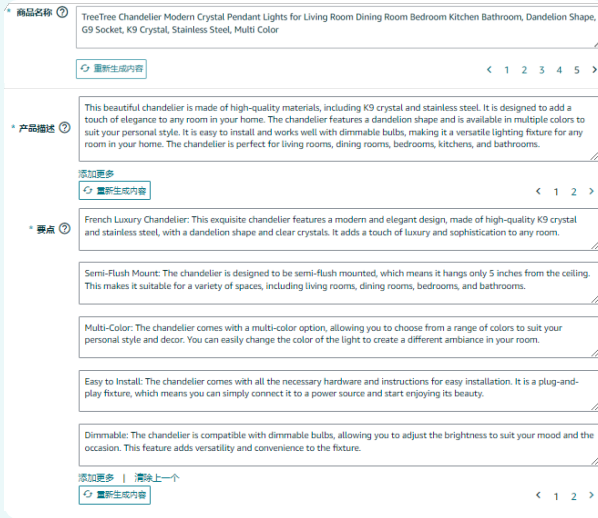 * 商品名称 ?
TreeTree Chandelier Modern Crystal Pendant Lights for Living Room Dining Room Bedroom Kitchen Bathroom, Dandelion Shape,
G9 Socket, K9 Crystal, Stainless Steel, Multi Color
重新生成内容
< 1 2 3 4 5 >
* 产品描述 ?
This beautiful chandelier is made of high-quality materials, including K9 crystal and stainless steel. It is designed to add a
touch of elegance to any room in your home. The chandelier features a dandelion shape and is available in multiple colors to
suit your personal style. It is easy to install and works well with dimmable bulbs, making it a versatile lighting fixture for any
room in your home. The chandelier is perfect for living rooms, dining rooms, bedrooms, kitchens, and bathrooms.
添加更多
重新生成内容
< 1 2 >
* 要点 ?
French Luxury Chandelier: This exquisite chandelier features a modern and elegant design, made of high-quality K9 crystal
and stainless steel, with a dandelion shape and clear crystals. It adds a touch of luxury and sophistication to any room.
Semi-Flush Mount: The chandelier is designed to be semi-flush mounted, which means it hangs only 5 inches from the ceiling.
This makes it suitable for a variety of spaces, including living rooms, dining rooms, bedrooms, and bathrooms.
Multi-Color: The chandelier comes with a multi-color option, allowing you to choose from a range of colors to suit your
personal style and decor. You can easily change the color of the light to create a different ambiance in your room.
Easy to Install: The chandelier comes with all the necessary hardware and instructions for easy installation. It is a plug-and-
play fixture, which means you can simply connect it to a power source and start enjoying its beauty.
Dimmable: The chandelier is compatible with dimmable bulbs, allowing you to adjust the brightness to suit your mood and the
occasion. This feature adds versatility and convenience to the fixture.
添加更多 | 清除上一个
重新生成内容
< 1 2 >